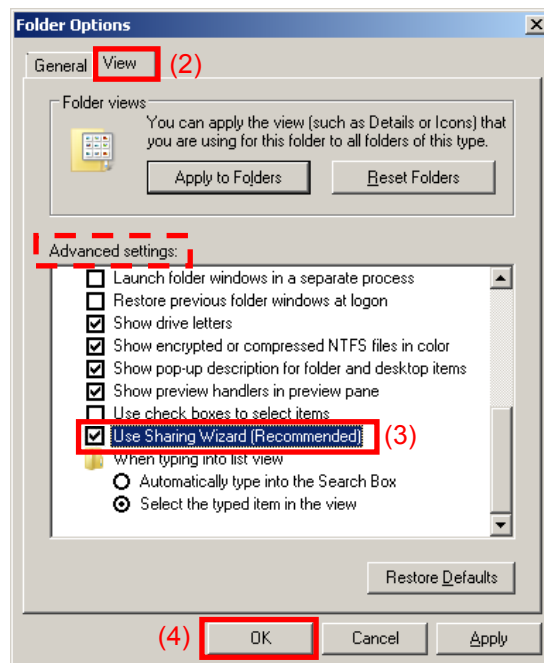 Folder Options
General View (2)
Folder views
You can apply the view (such as Details or Icons) that
you are using for this folder to all folders of this type.
Apply to Folders Reset Folders
Advanced settings:
Launch folder windows in a separate process
Restore previous folder windows at logon
Show drive letters
Show encrypted or compressed NTFS files in color
Show pop-up description for folder and desktop items
Show preview handlers in preview pane
Use check boxes to select items
Use Sharing Wizard (Recommended) (3)
When typing into list view
Automatically type into the Search Box
Select the typed item in the view
Restore Defaults
(4) OK Cancel Apply